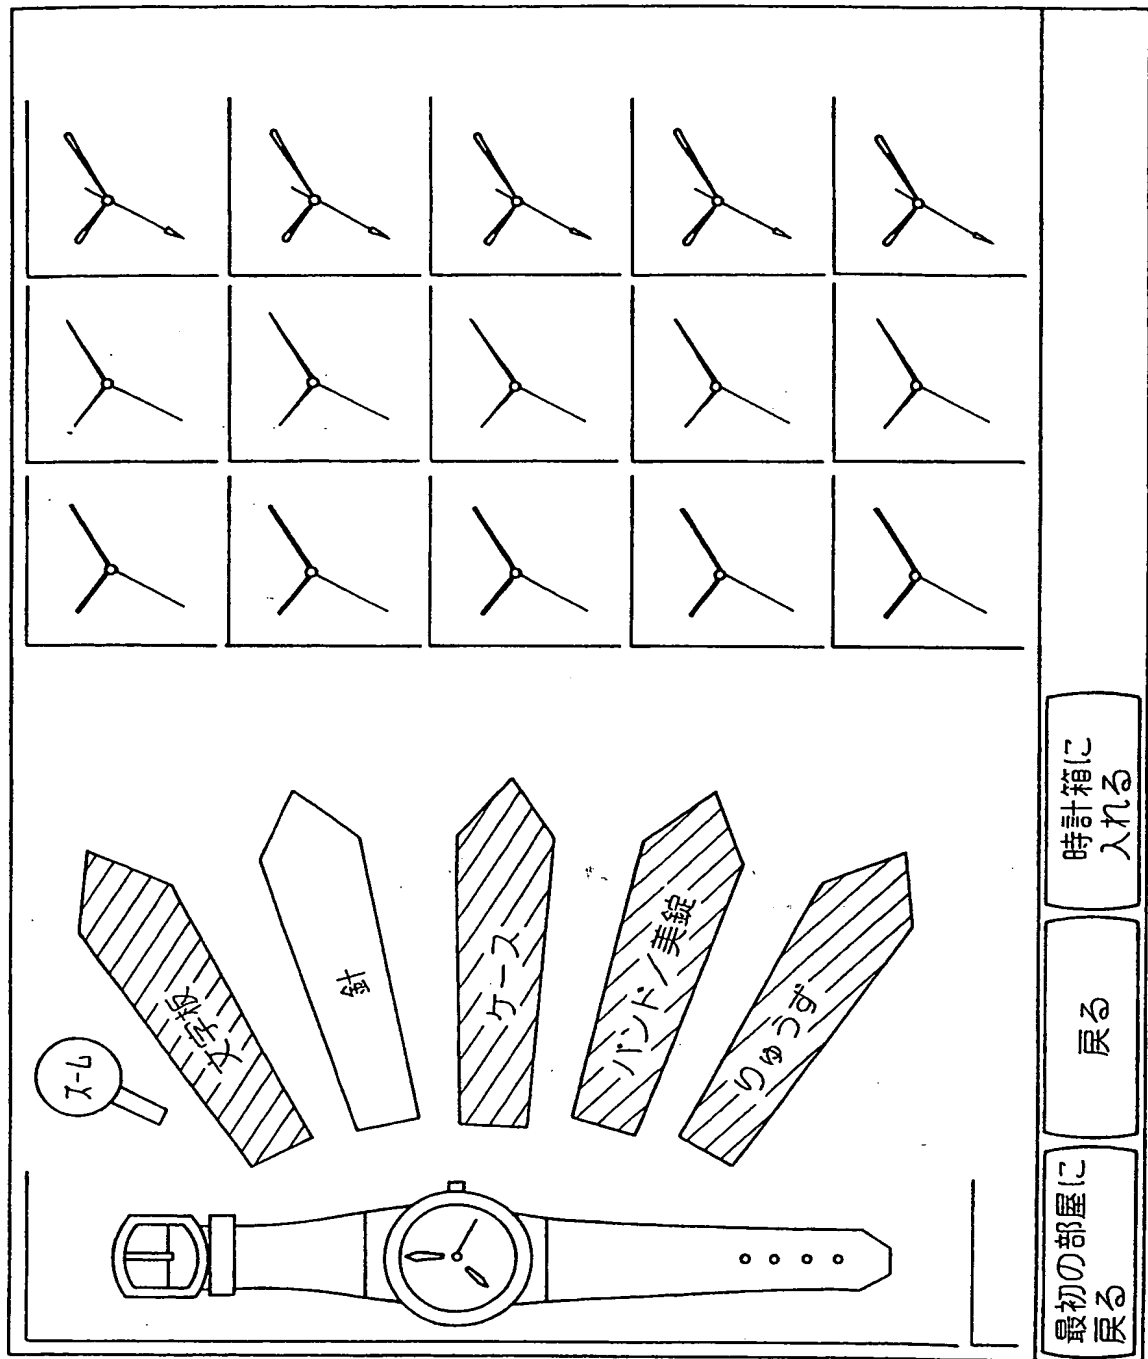 ズーム
文字板
針
ケース
バンド/美錠
りゅうず
最初の部屋に
戻る
戻る
時計箱に
入れる